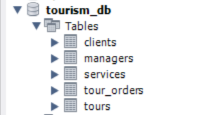 tourism_db
Tables
clients
managers
services
tour_orders
tours